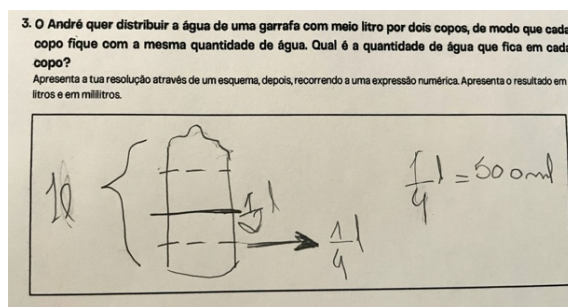 3. O André quer distribuir a água de uma garrafa com meio litro por dois copos, de modo que cada
copo fique com a mesma quantidade de água. Qual é a quantidade de água que fica em cada
copo?
Apresenta a tua resolução através de um esquema, depois, recorrendo a uma expressão numérica. Apresenta o resultado em
litros e em mililitros.
1l
1/2 l
1/4 l
1/4 l = 500ml